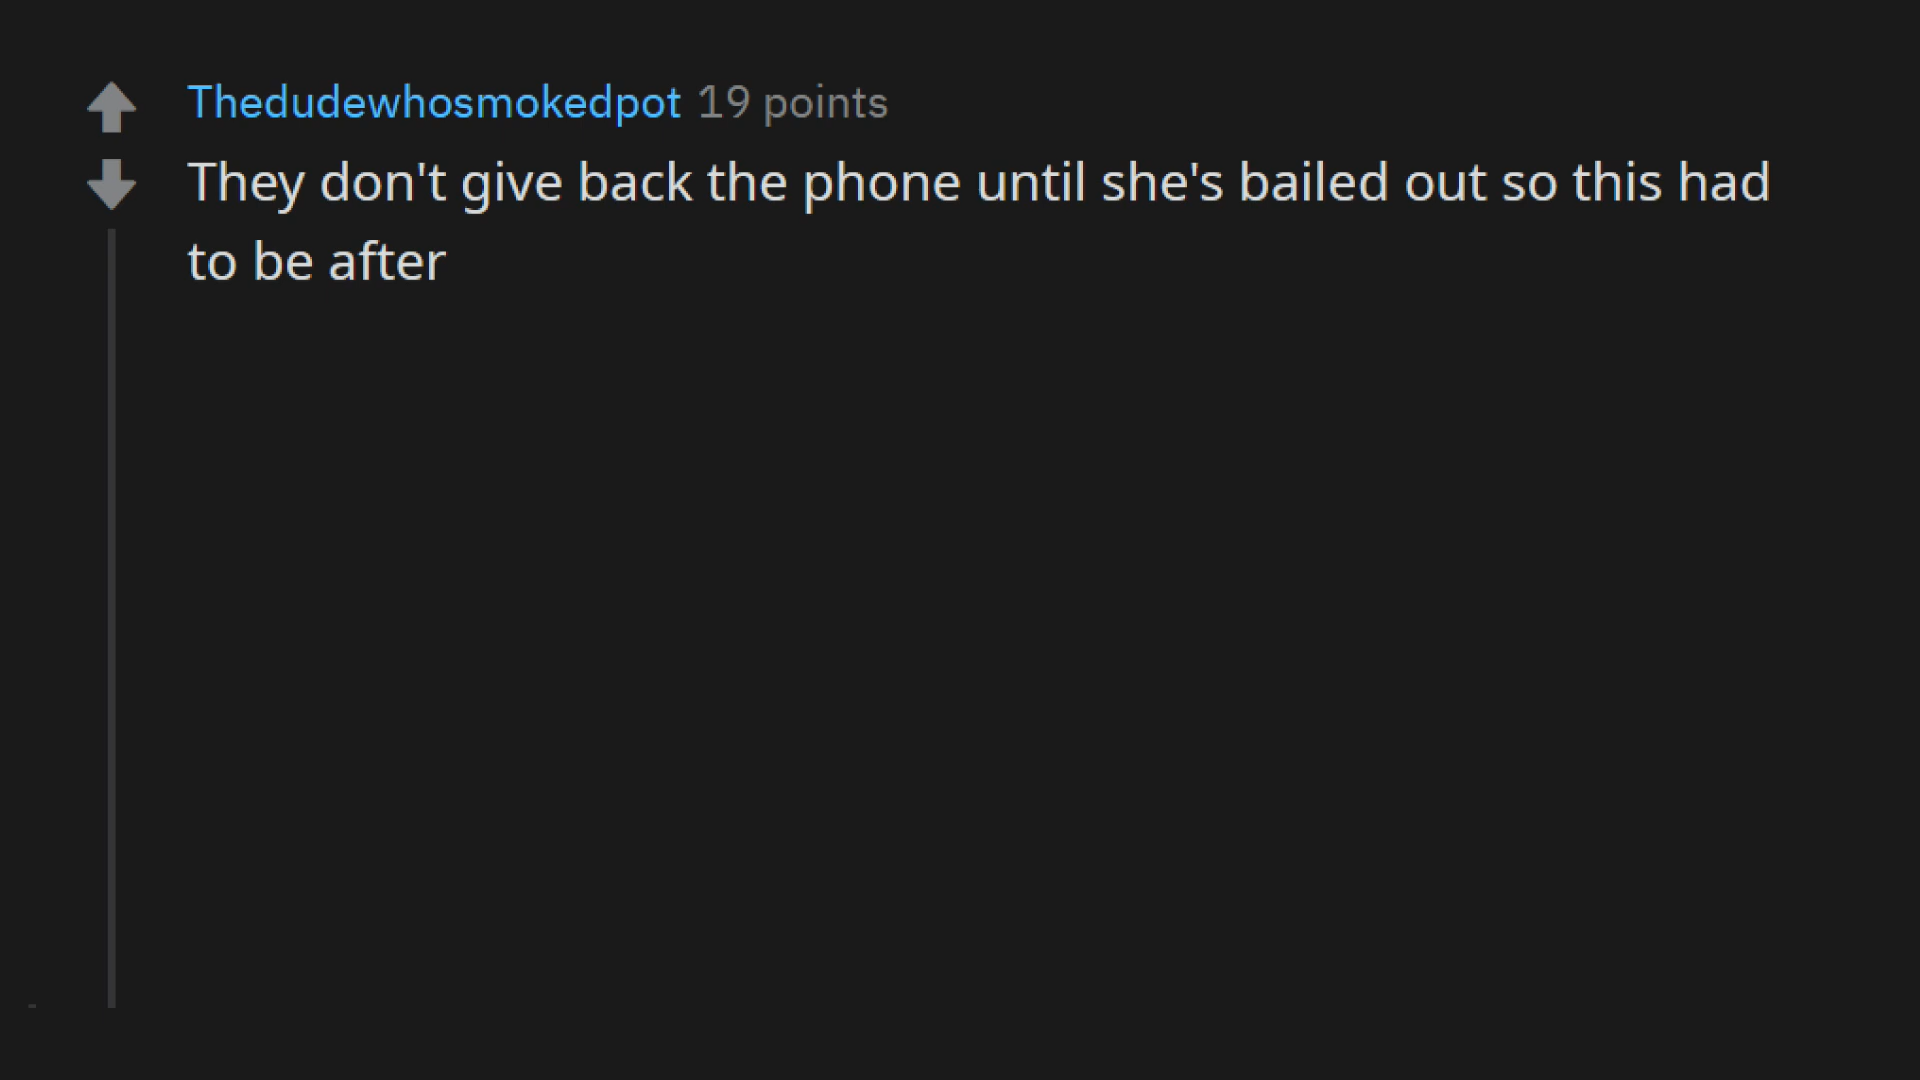 Thedudewhosmokedpot 19 points
They don't give back the phone until she's bailed out so this had
to be after